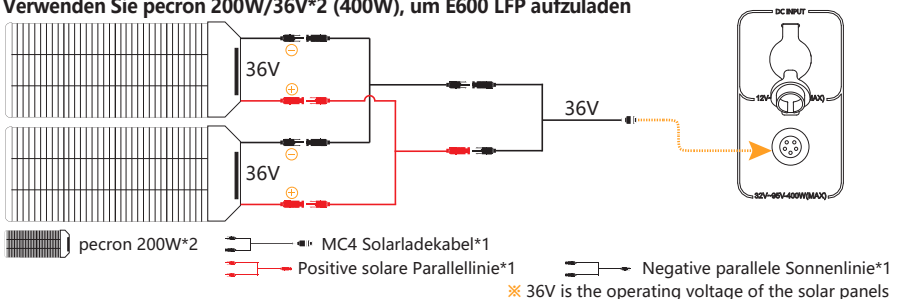 Verwenden Sie pecron 200W/36V*2 (400W), um E600 LFP aufzuladen
DC INPUT
36V
36V
36V
32V~95V-400W(MAX)
pecron 200W*2
MC4 Solarladekabel*1
Positive solare Parallellinie*1
Negative parallele Sonnenlinie*1
※ 36V is the operating voltage of the solar panels